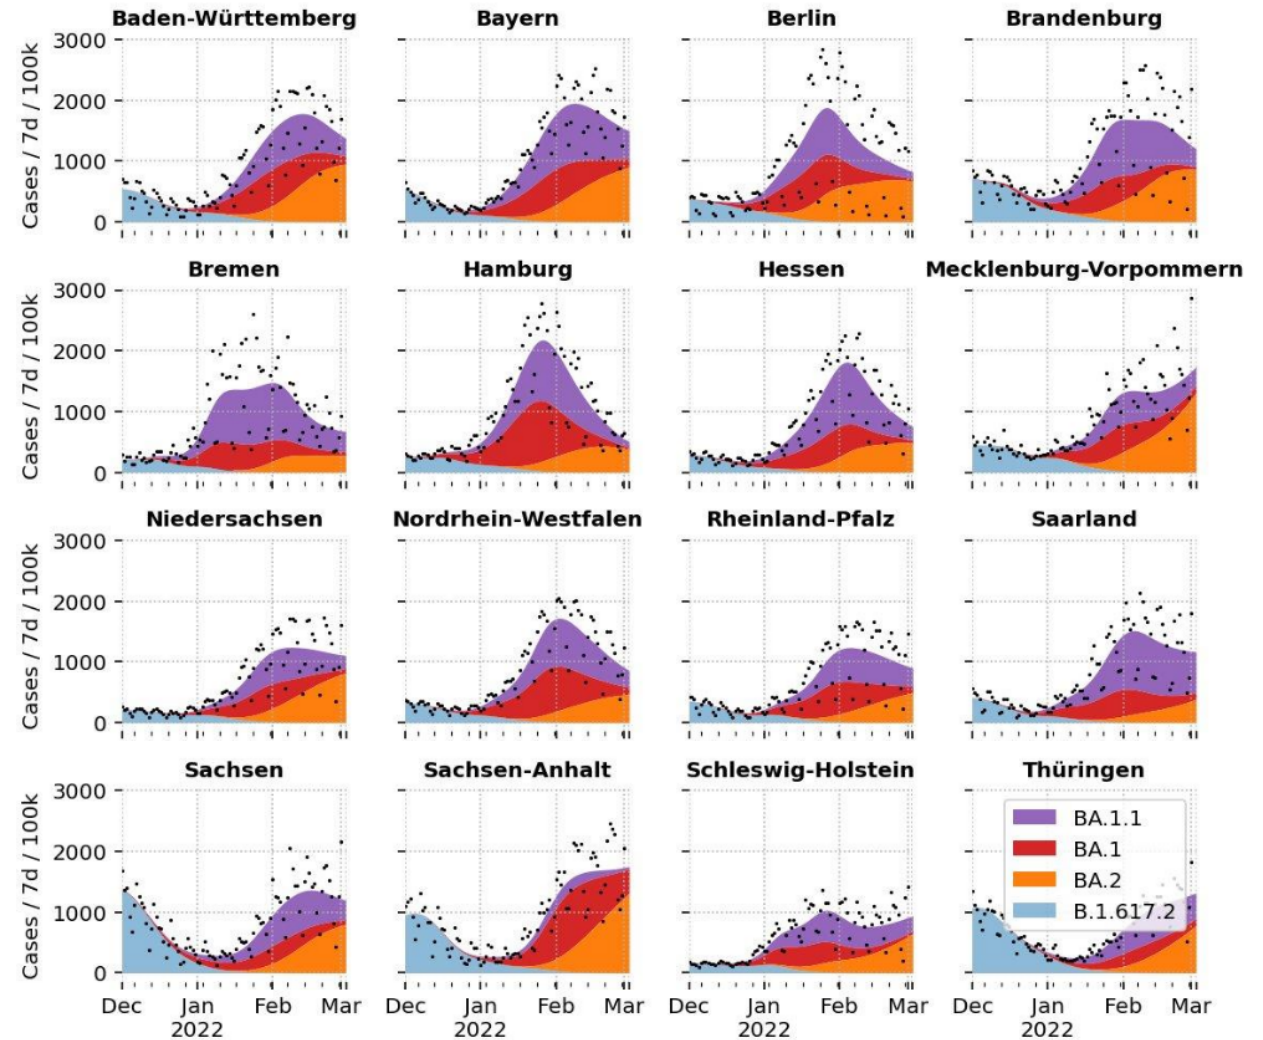 Baden-Württemberg
Bayern
Berlin
Brandenburg
Cases / 7d / 100k
3000
2000
1000
0
Bremen
Hamburg
Hessen
Mecklenburg-Vorpommern
Cases / 7d / 100k
3000
2000
1000
0
Niedersachsen
Nordrhein-Westfalen
Rheinland-Pfalz
Saarland
Cases / 7d / 100k
3000
2000
1000
0
Sachsen
Sachsen-Anhalt
Schleswig-Holstein
Thüringen
Cases / 7d / 100k
3000
2000
1000
0
BA.1.1
BA.1
BA.2
B.1.617.2
Dec Jan Feb Mar
2022
Dec Jan Feb Mar
2022
Dec Jan Feb Mar
2022
Dec Jan Feb Mar
2022